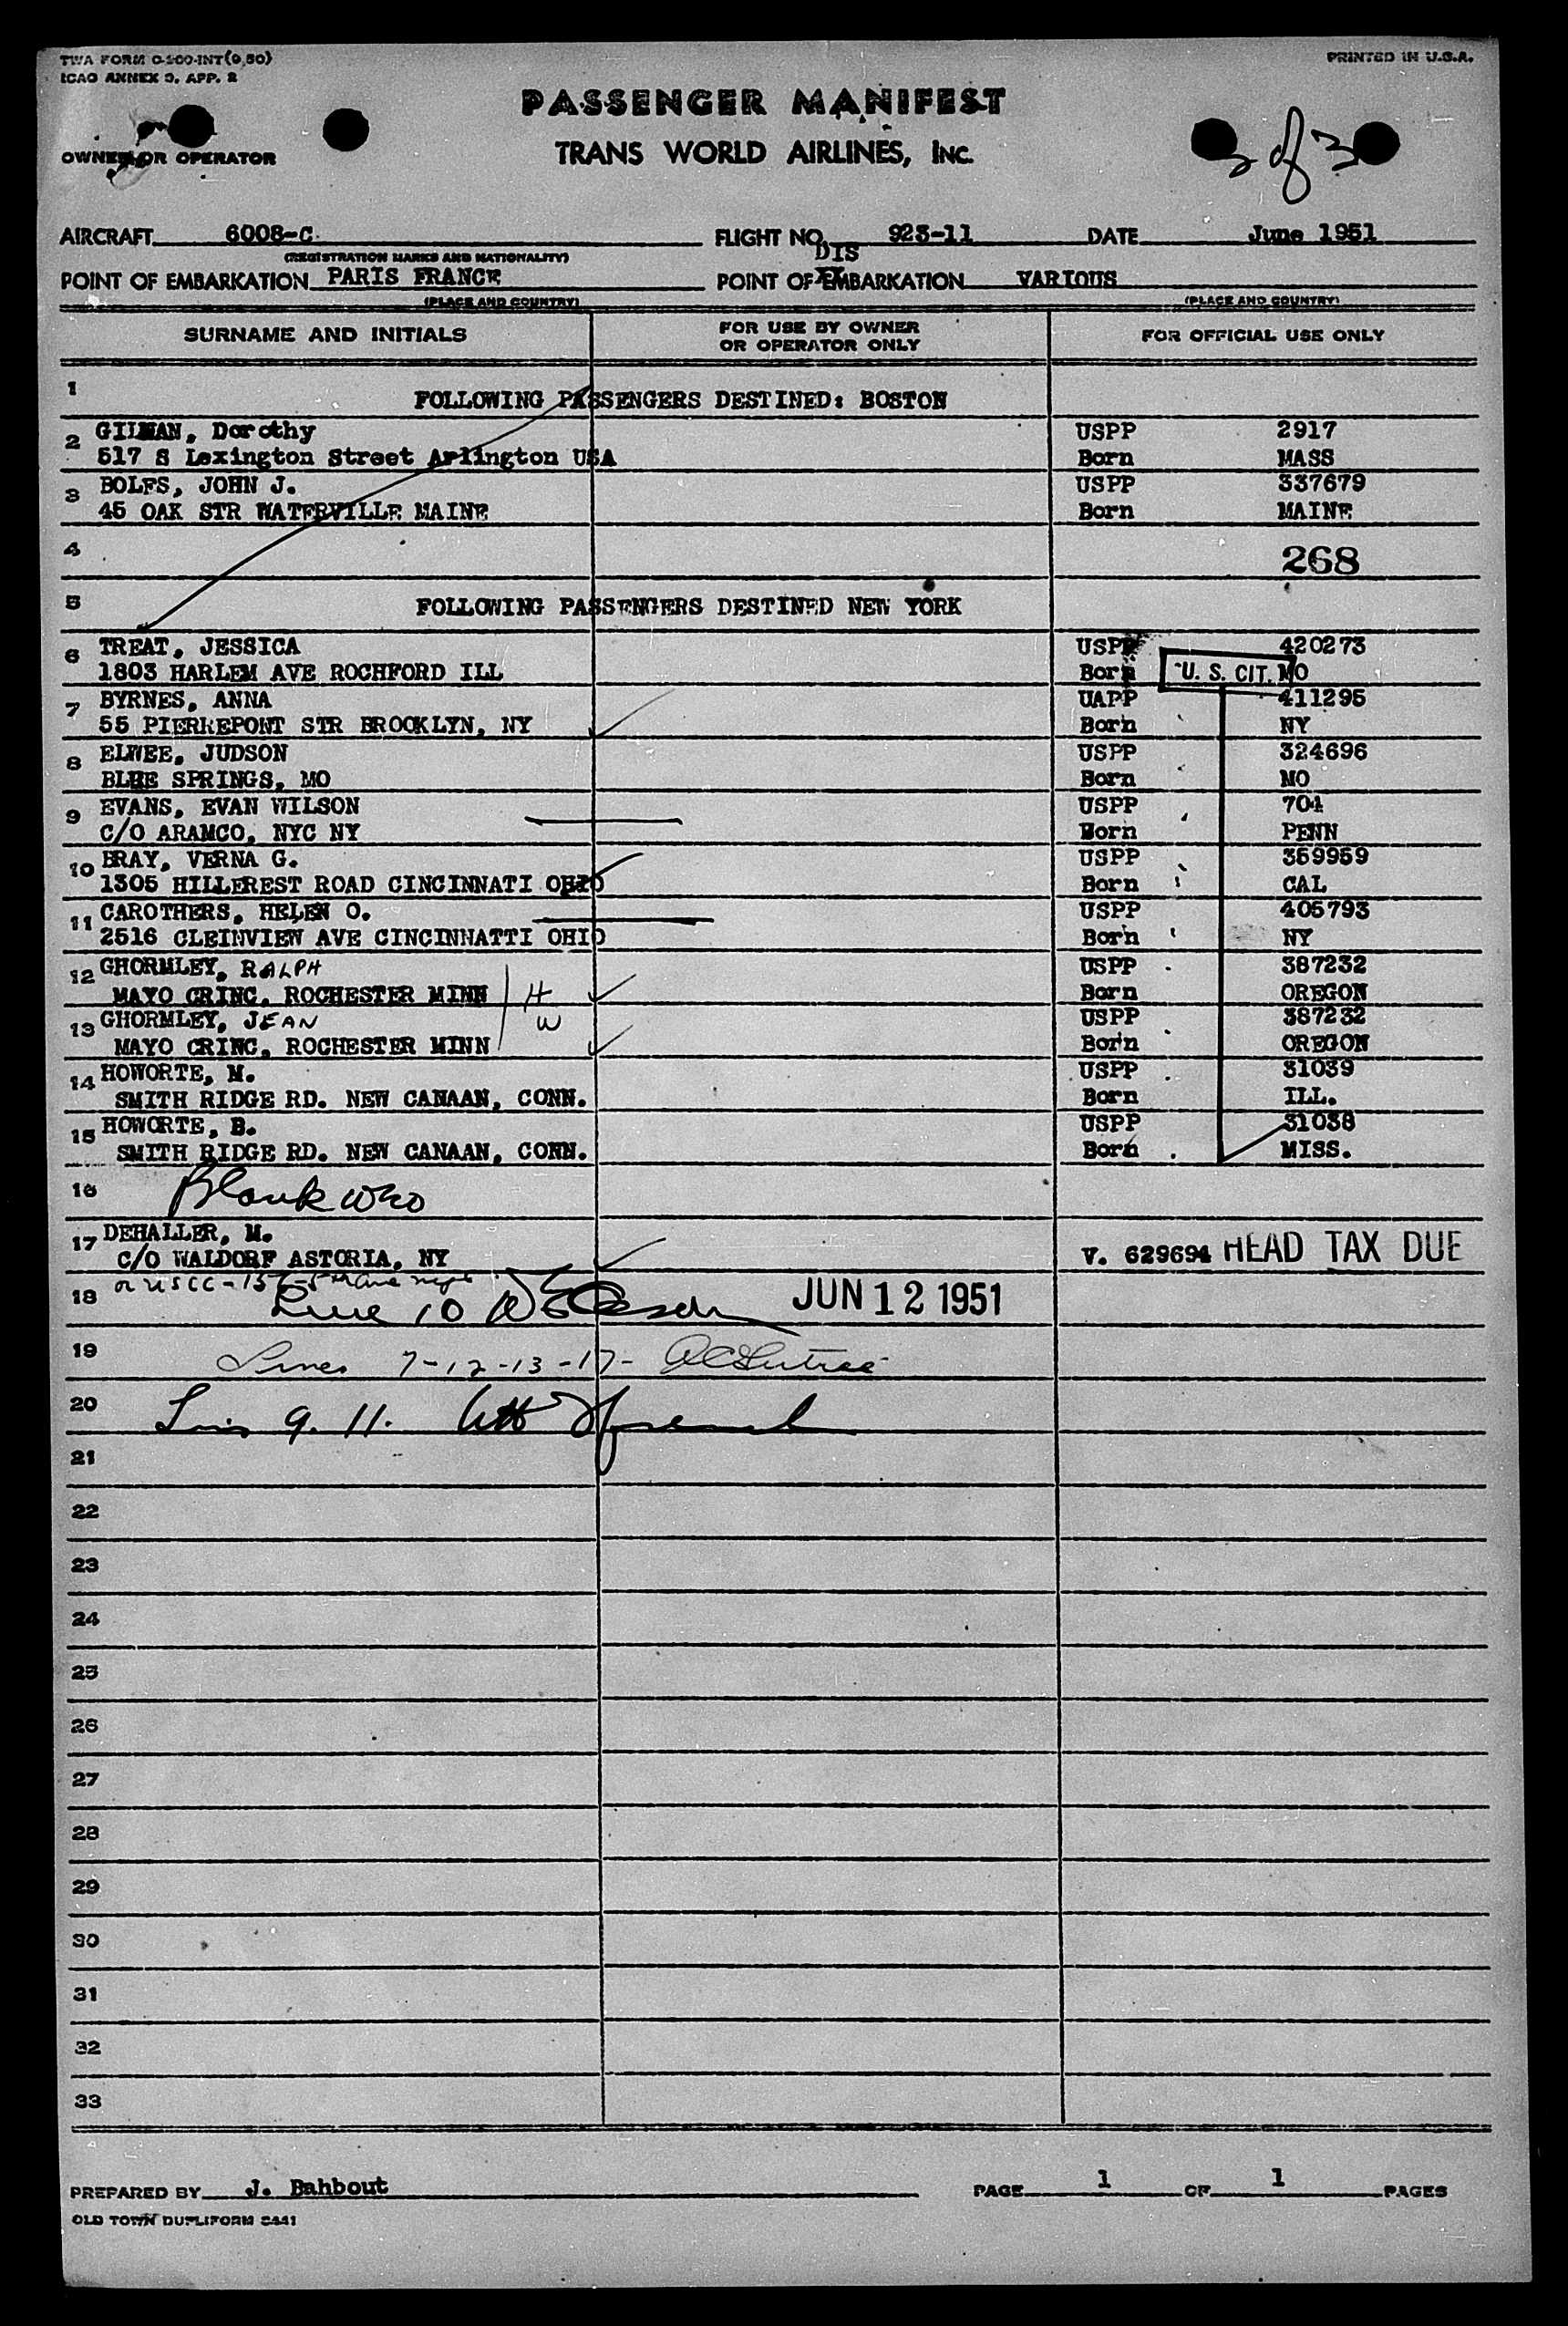 TWA FORM O-100-INT(9,50)
ICAO ANNEX 9, APP. 2
PRINTED IN U.S.A.
PASSENGER MANIFEST
OWNER OR OPERATOR
TRANS WORLD AIRLINES, INC.
of 3
AIRCRAFT 6008-C FLIGHT NO. 923-11 DATE June 1951
(REGISTRATION MARKS AND NATIONALITY)
DIS
POINT OF EMBARKATION PARIS FRANCE POINT OF EMBARKATION VARIOUS
(PLACE AND COUNTRY) (PLACE AND COUNTRY)
SURNAME AND INITIALS FOR USE BY OWNER OR OPERATOR ONLY FOR OFFICIAL USE ONLY
1 FOLLOWING PASSENGERS DESTINED: BOSTON
2 GILMAN, Dorothy USPP 2917
517 S Lexington Street Arlington USA Born MASS
3 BOLFS, JOHN J. USPP 337679
45 OAK STR WATERVILLE MAINE Born MAINE
4 268
5 FOLLOWING PASSENGERS DESTINED NEW YORK
6 TREAT, JESSICA USPP 420273
1803 HARLEM AVE ROCHFORD ILL Born U. S. CIT. MO
7 BYRNES, ANNA UAPP 411295
55 PIERREPONT STR BROOKLYN, NY Born NY
8 ELWEE, JUDSON USPP 324696
BLUE SPRINGS, MO Born MO
9 EVANS, EVAN WILSON USPP 704
C/O ARAMCO, NYC NY Born PENN
10 BRAY, VERNA G. USPP 359959
1305 HILLEREST ROAD CINCINNATI OHIO Born CAL
11 CAROTHERS, HELEN O. USPP 405793
2516 CLEINVIEW AVE CINCINNATTI OHIO Born NY
12 GHORMLEY, RALPH USPP 387232
MAYO CRINC, ROCHESTER MINN H Born OREGON
13 GHORMLEY, JEAN W USPP 387232
MAYO CRINC, ROCHESTER MINN Born OREGON
14 HOWORTE, M. USPP 31039
SMITH RIDGE RD. NEW CANAAN, CONN. Born ILL.
15 HOWORTE, B. USPP 31038
SMITH RIDGE RD. NEW CANAAN, CONN. Born MISS.
16 Blank
17 DEHALLER, M.
C/O WALDORF ASTORIA, NY V. 629694 HEAD TAX DUE
18 Line 10 JUN 12 1951
19 Lines 7-12-13-17-
20 9. 11.
21
22
23
24
25
26
27
28
29
30
31
32
33
PREPARED BY J. Bahbout PAGE 1 OF 1 PAGES
OLD TOWN DUPLIFORM 5441